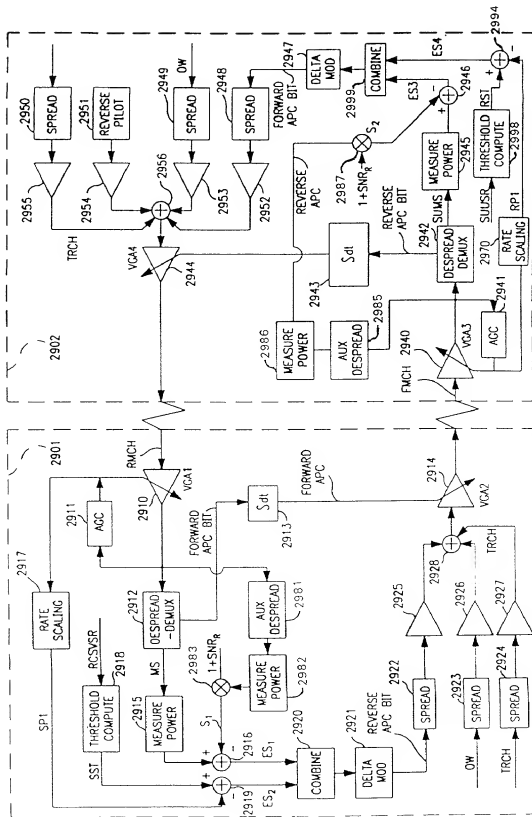 2902
2950
SPREAD
2951
REVERSE
PILOT
2949
SPREAD
OW
2948
SPREAD
FORWARD
APC BIT
2947
DELTA
MOD
2999
COMBINE
ES4
2994
+
-
ES3
-
2946
+
2955
2954
2953
2952
2956
TRCH
VGA4
2944
REVERSE
APC
2987
S2
1+SNRR
2945
MEASURE
POWER
RST
THRESHOLD
COMPUTE
2998
SUVSR
SUMS
2942
DESPREAD
DEMUX
REVERSE
APC BIT
Sdt
2943
RP1
2970
RATE
SCALING
2941
AGC
2986
MEASURE
POWER
2985
AUX
DESPREAD
VGA3
2940
FMCH
2901
RMCH
VGA1
2910
2911
AGC
2917
RATE
SCALING
SP1
2912
DESPREAD
-DEMUX
FORWARD
APC BIT
Sdt
2913
FORWARD
APC
2914
VGA2
RCSVSR
THRESHOLD
COMPUTE
2918
SST
MS
2915
MEASURE
POWER
2983
1+SNRR
AUX
DESPREAD
2981
MEASURE
POWER
2982
S1
+
-
2916
+
-
2919
ES1
ES2
2920
COMBINE
2921
DELTA
MOD
REVERSE
APC BIT
2922
SPREAD
2923
SPREAD
OW
2924
SPREAD
TRCH
2925
2926
2927
2928
TRCH